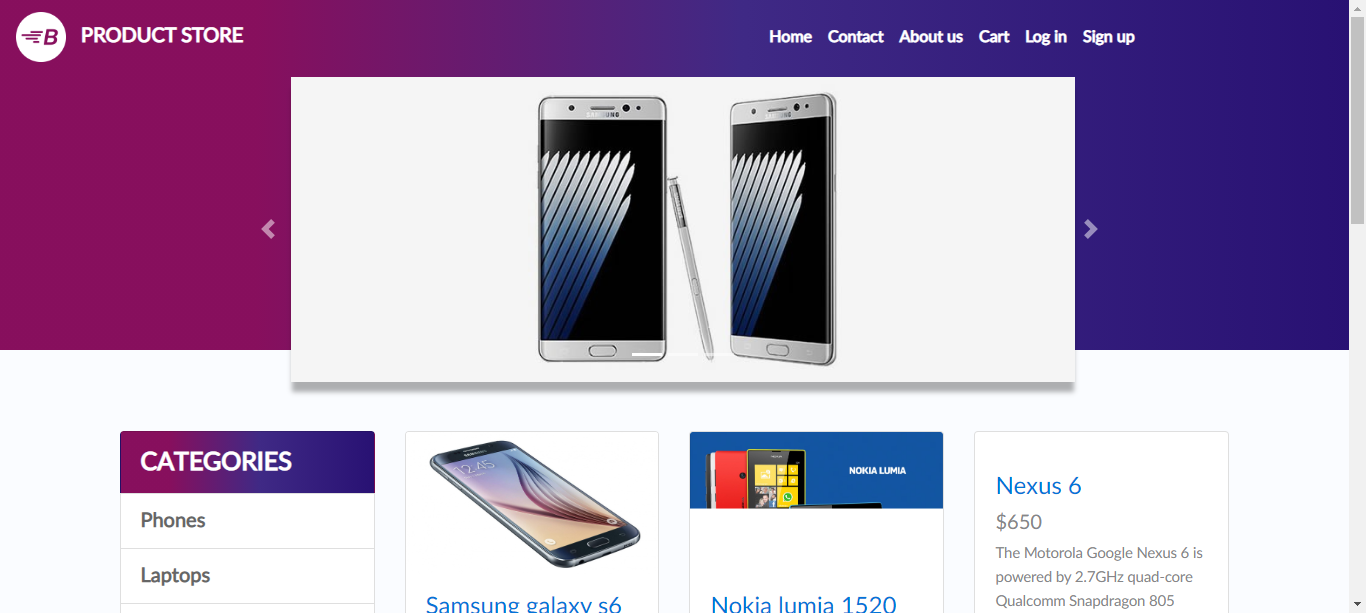 B PRODUCT STORE
Home Contact About us Cart Log in Sign up
SAMSUNG SAMSUNG
CATEGORIES
Phones
Laptops
SAMSUNG
12:45
Samsung galaxy s6
NOKIA LUMIA
Nokia lumia 1520
Nexus 6
$650
The Motorola Google Nexus 6 is
powered by 2.7GHz quad-core
Qualcomm Snapdragon 805